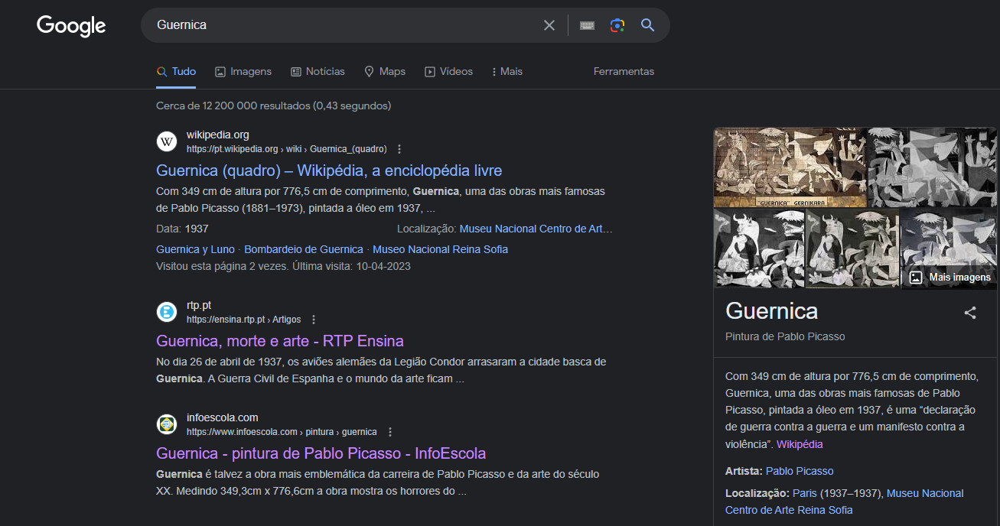 Google
Guernica
Tudo
Imagens
Notícias
Maps
Vídeos
Mais
Ferramentas
Cerca de 12 200 000 resultados (0,43 segundos)
W
wikipedia.org
https://pt.wikipedia.org › wiki › Guernica_(quadro)
Guernica (quadro) – Wikipédia, a enciclopédia livre
Com 349 cm de altura por 776,5 cm de comprimento, Guernica, uma das obras mais famosas
de Pablo Picasso (1881–1973), pintada a óleo em 1937, ...
Data: 1937
Localização: Museu Nacional Centro de Art…
Guernica y Luno · Bombardeio de Guernica · Museo Nacional Reina Sofia
Visitou esta página 2 vezes. Última visita: 10-04-2023
rtp.pt
https://ensina.rtp.pt › Artigos
Guernica, morte e arte - RTP Ensina
No dia 26 de abril de 1937, os aviões alemães da Legião Condor arrasaram a cidade basca de
Guernica. A Guerra Civil de Espanha e o mundo da arte ficam ...
infoescola.com
https://www.infoescola.com › pintura › guernica
Guernica - pintura de Pablo Picasso - InfoEscola
Guernica é talvez a obra mais emblemática da carreira de Pablo Picasso e da arte do século
XX. Medindo 349,3cm x 776,6cm a obra mostra os horrores do ...
"GUERNICA" GERNIKARA
Mais imagens
Guernica
Pintura de Pablo Picasso
Com 349 cm de altura por 776,5 cm de comprimento,
Guernica, uma das obras mais famosas de Pablo
Picasso, pintada a óleo em 1937, é uma “declaração
de guerra contra a guerra e um manifesto contra a
violência”. Wikipédia
Artista: Pablo Picasso
Localização: Paris (1937–1937), Museu Nacional
Centro de Arte Reina Sofia